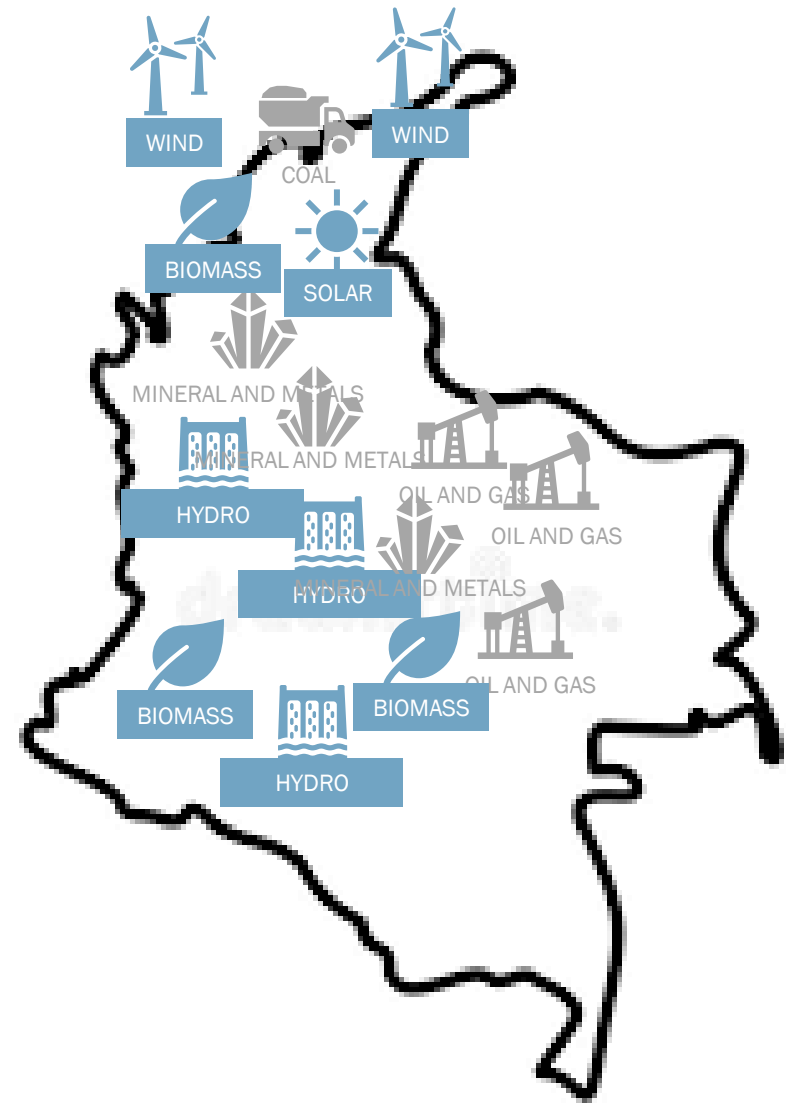 WIND
WIND
COAL
BIOMASS
SOLAR
MINERAL AND METALS
MINERAL AND METALS
OIL AND GAS
HYDRO
OIL AND GAS
HYDRO
MINERAL AND METALS
OIL AND GAS
BIOMASS
BIOMASS
HYDRO